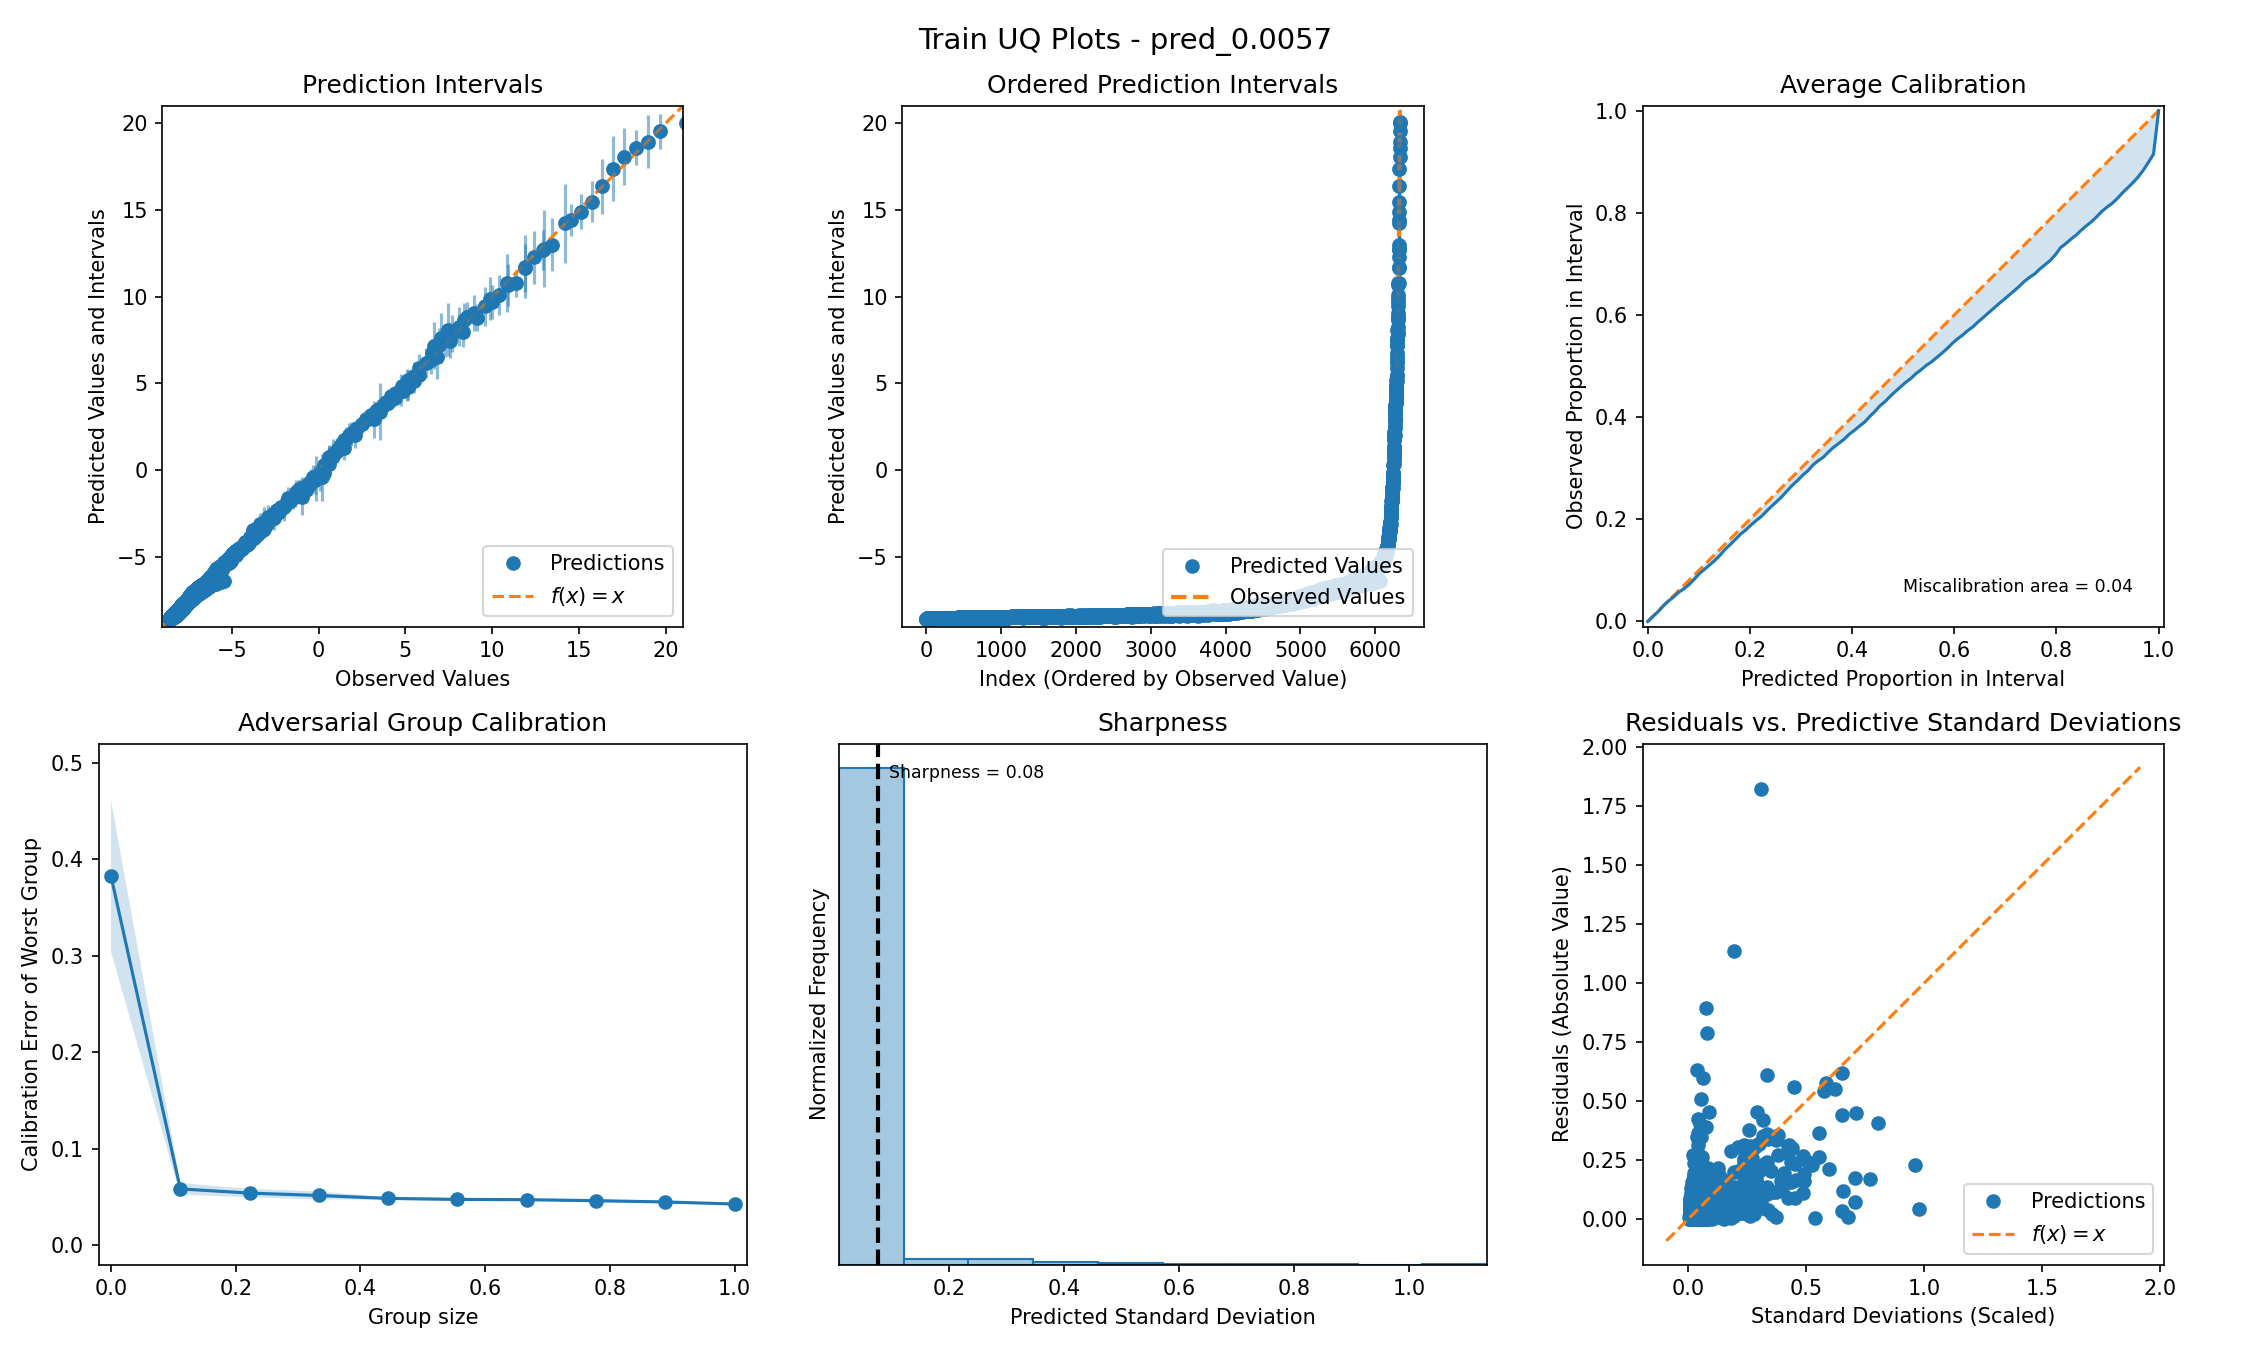 Train UQ Plots - pred_0.0057
Prediction Intervals
Predicted Values and Intervals
20
15
10
5
0
−5
Predictions
f(x) = x
−5 0 5 10 15 20
Observed Values
Ordered Prediction Intervals
Predicted Values and Intervals
20
15
10
5
0
−5
Predicted Values
Observed Values
0 1000 2000 3000 4000 5000 6000
Index (Ordered by Observed Value)
Average Calibration
Observed Proportion in Interval
1.0
0.8
0.6
0.4
0.2
0.0
Miscalibration area = 0.04
0.0 0.2 0.4 0.6 0.8 1.0
Predicted Proportion in Interval
Adversarial Group Calibration
Calibration Error of Worst Group
0.5
0.4
0.3
0.2
0.1
0.0
0.0 0.2 0.4 0.6 0.8 1.0
Group size
Sharpness
Normalized Frequency
Sharpness = 0.08
0.2 0.4 0.6 0.8 1.0
Predicted Standard Deviation
Residuals vs. Predictive Standard Deviations
Residuals (Absolute Value)
2.00
1.75
1.50
1.25
1.00
0.75
0.50
0.25
0.00
Predictions
f(x) = x
0.0 0.5 1.0 1.5 2.0
Standard Deviations (Scaled)